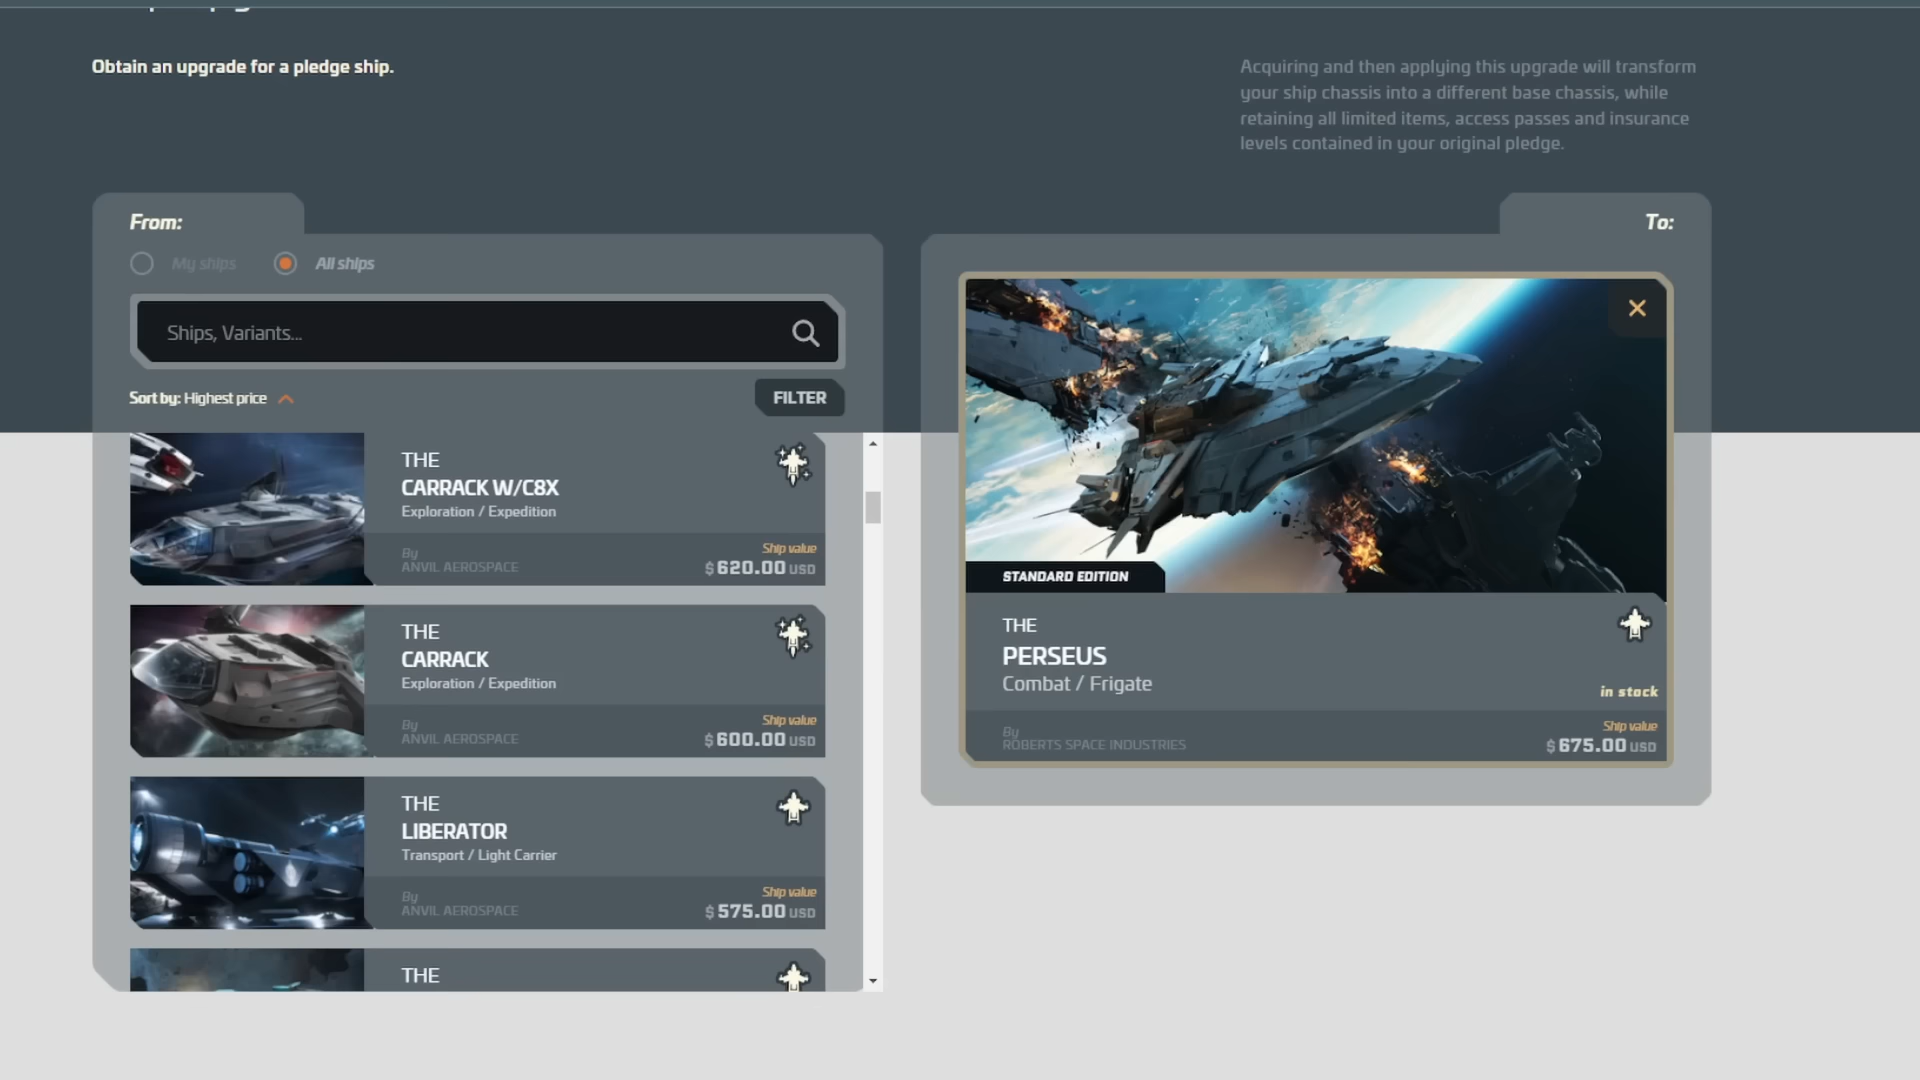 Obtain an upgrade for a pledge ship.
Acquiring and then applying this upgrade will transform
your ship chassis into a different base chassis, while
retaining all limited items, access passes and insurance
levels contained in your original pledge.
From:
My ships
All ships
Ships, Variants...
Sort by: Highest price
FILTER
THE
CARRACK W/C8X
Exploration / Expedition
By
ANVIL AEROSPACE
Ship value
$620.00 USD
THE
CARRACK
Exploration / Expedition
By
ANVIL AEROSPACE
Ship value
$600.00 USD
THE
LIBERATOR
Transport / Light Carrier
By
ANVIL AEROSPACE
Ship value
$575.00 USD
THE
To:
STANDARD EDITION
THE
PERSEUS
Combat / Frigate
in stock
By
ROBERTS SPACE INDUSTRIES
Ship value
$675.00 USD